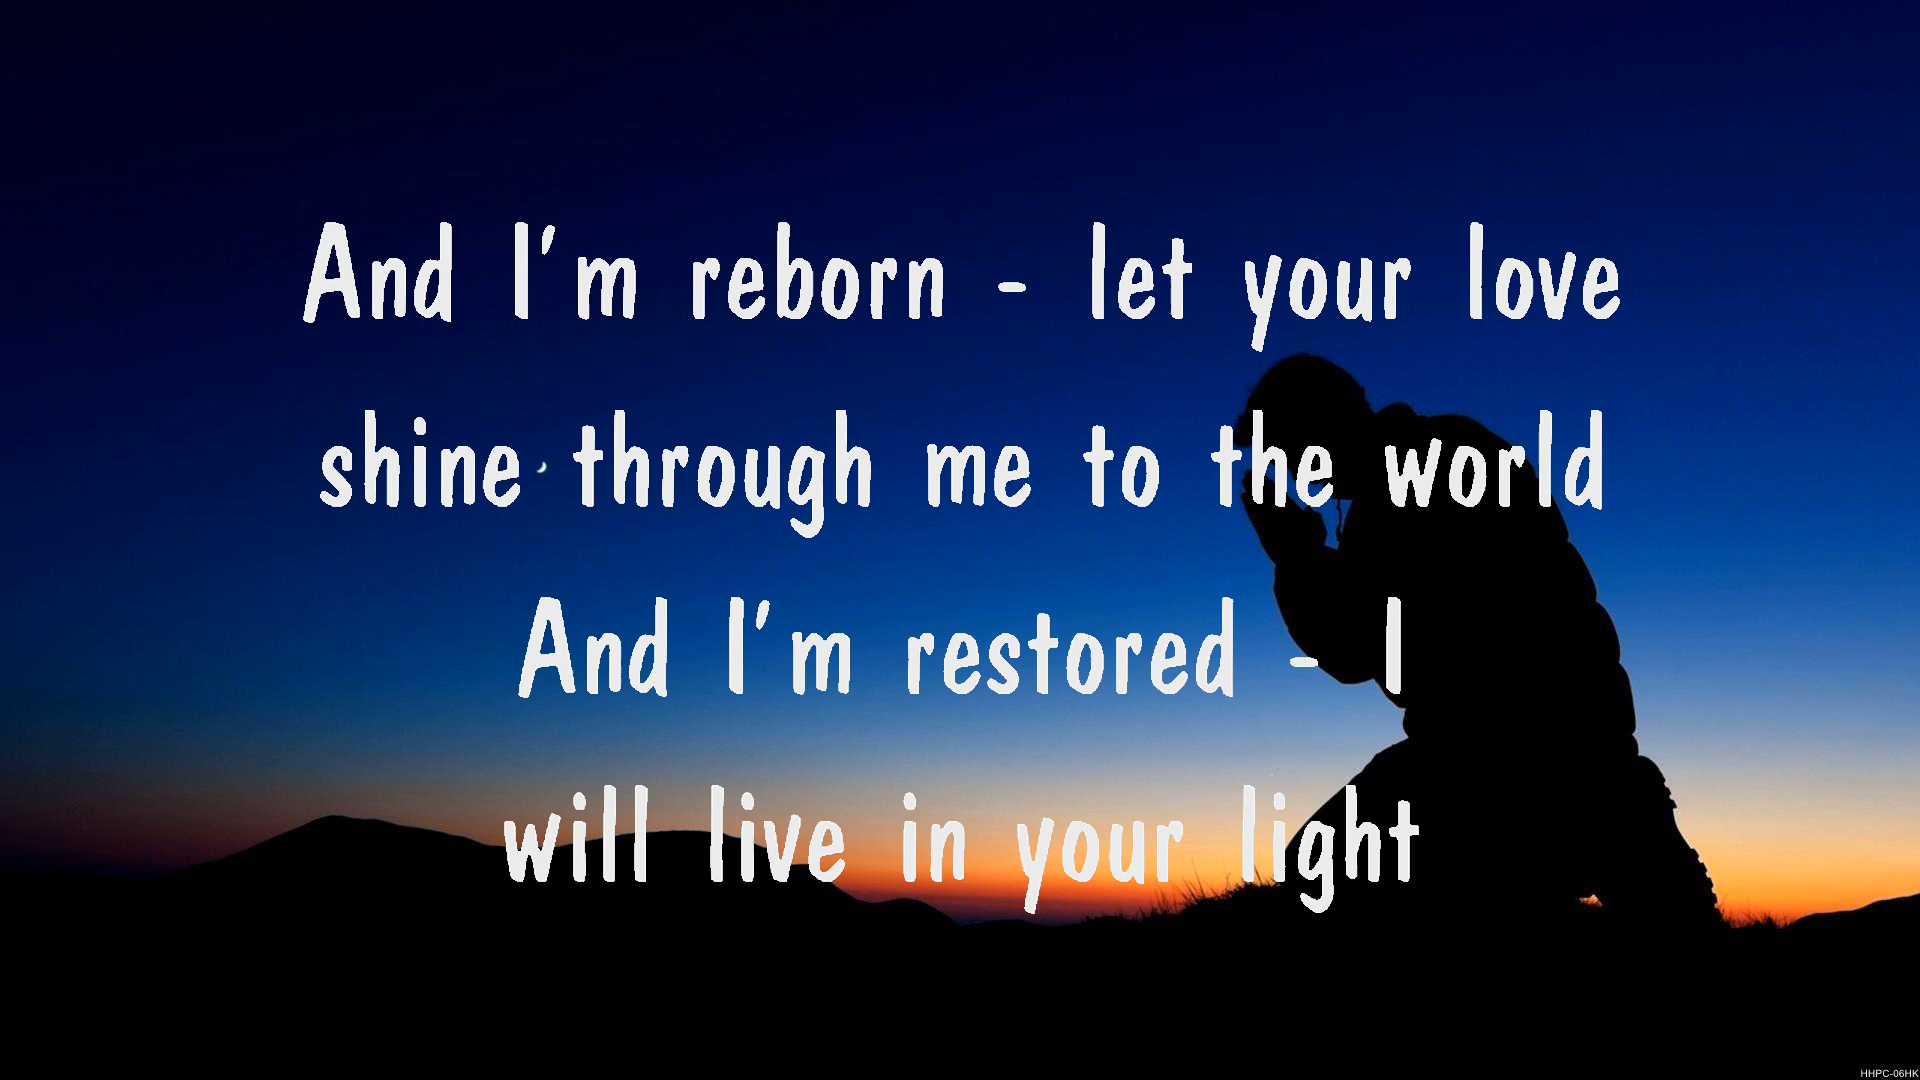 And I'm reborn - let your love
shine through me to the world
And I'm restored - I
will live in your light
HHPC-06HK